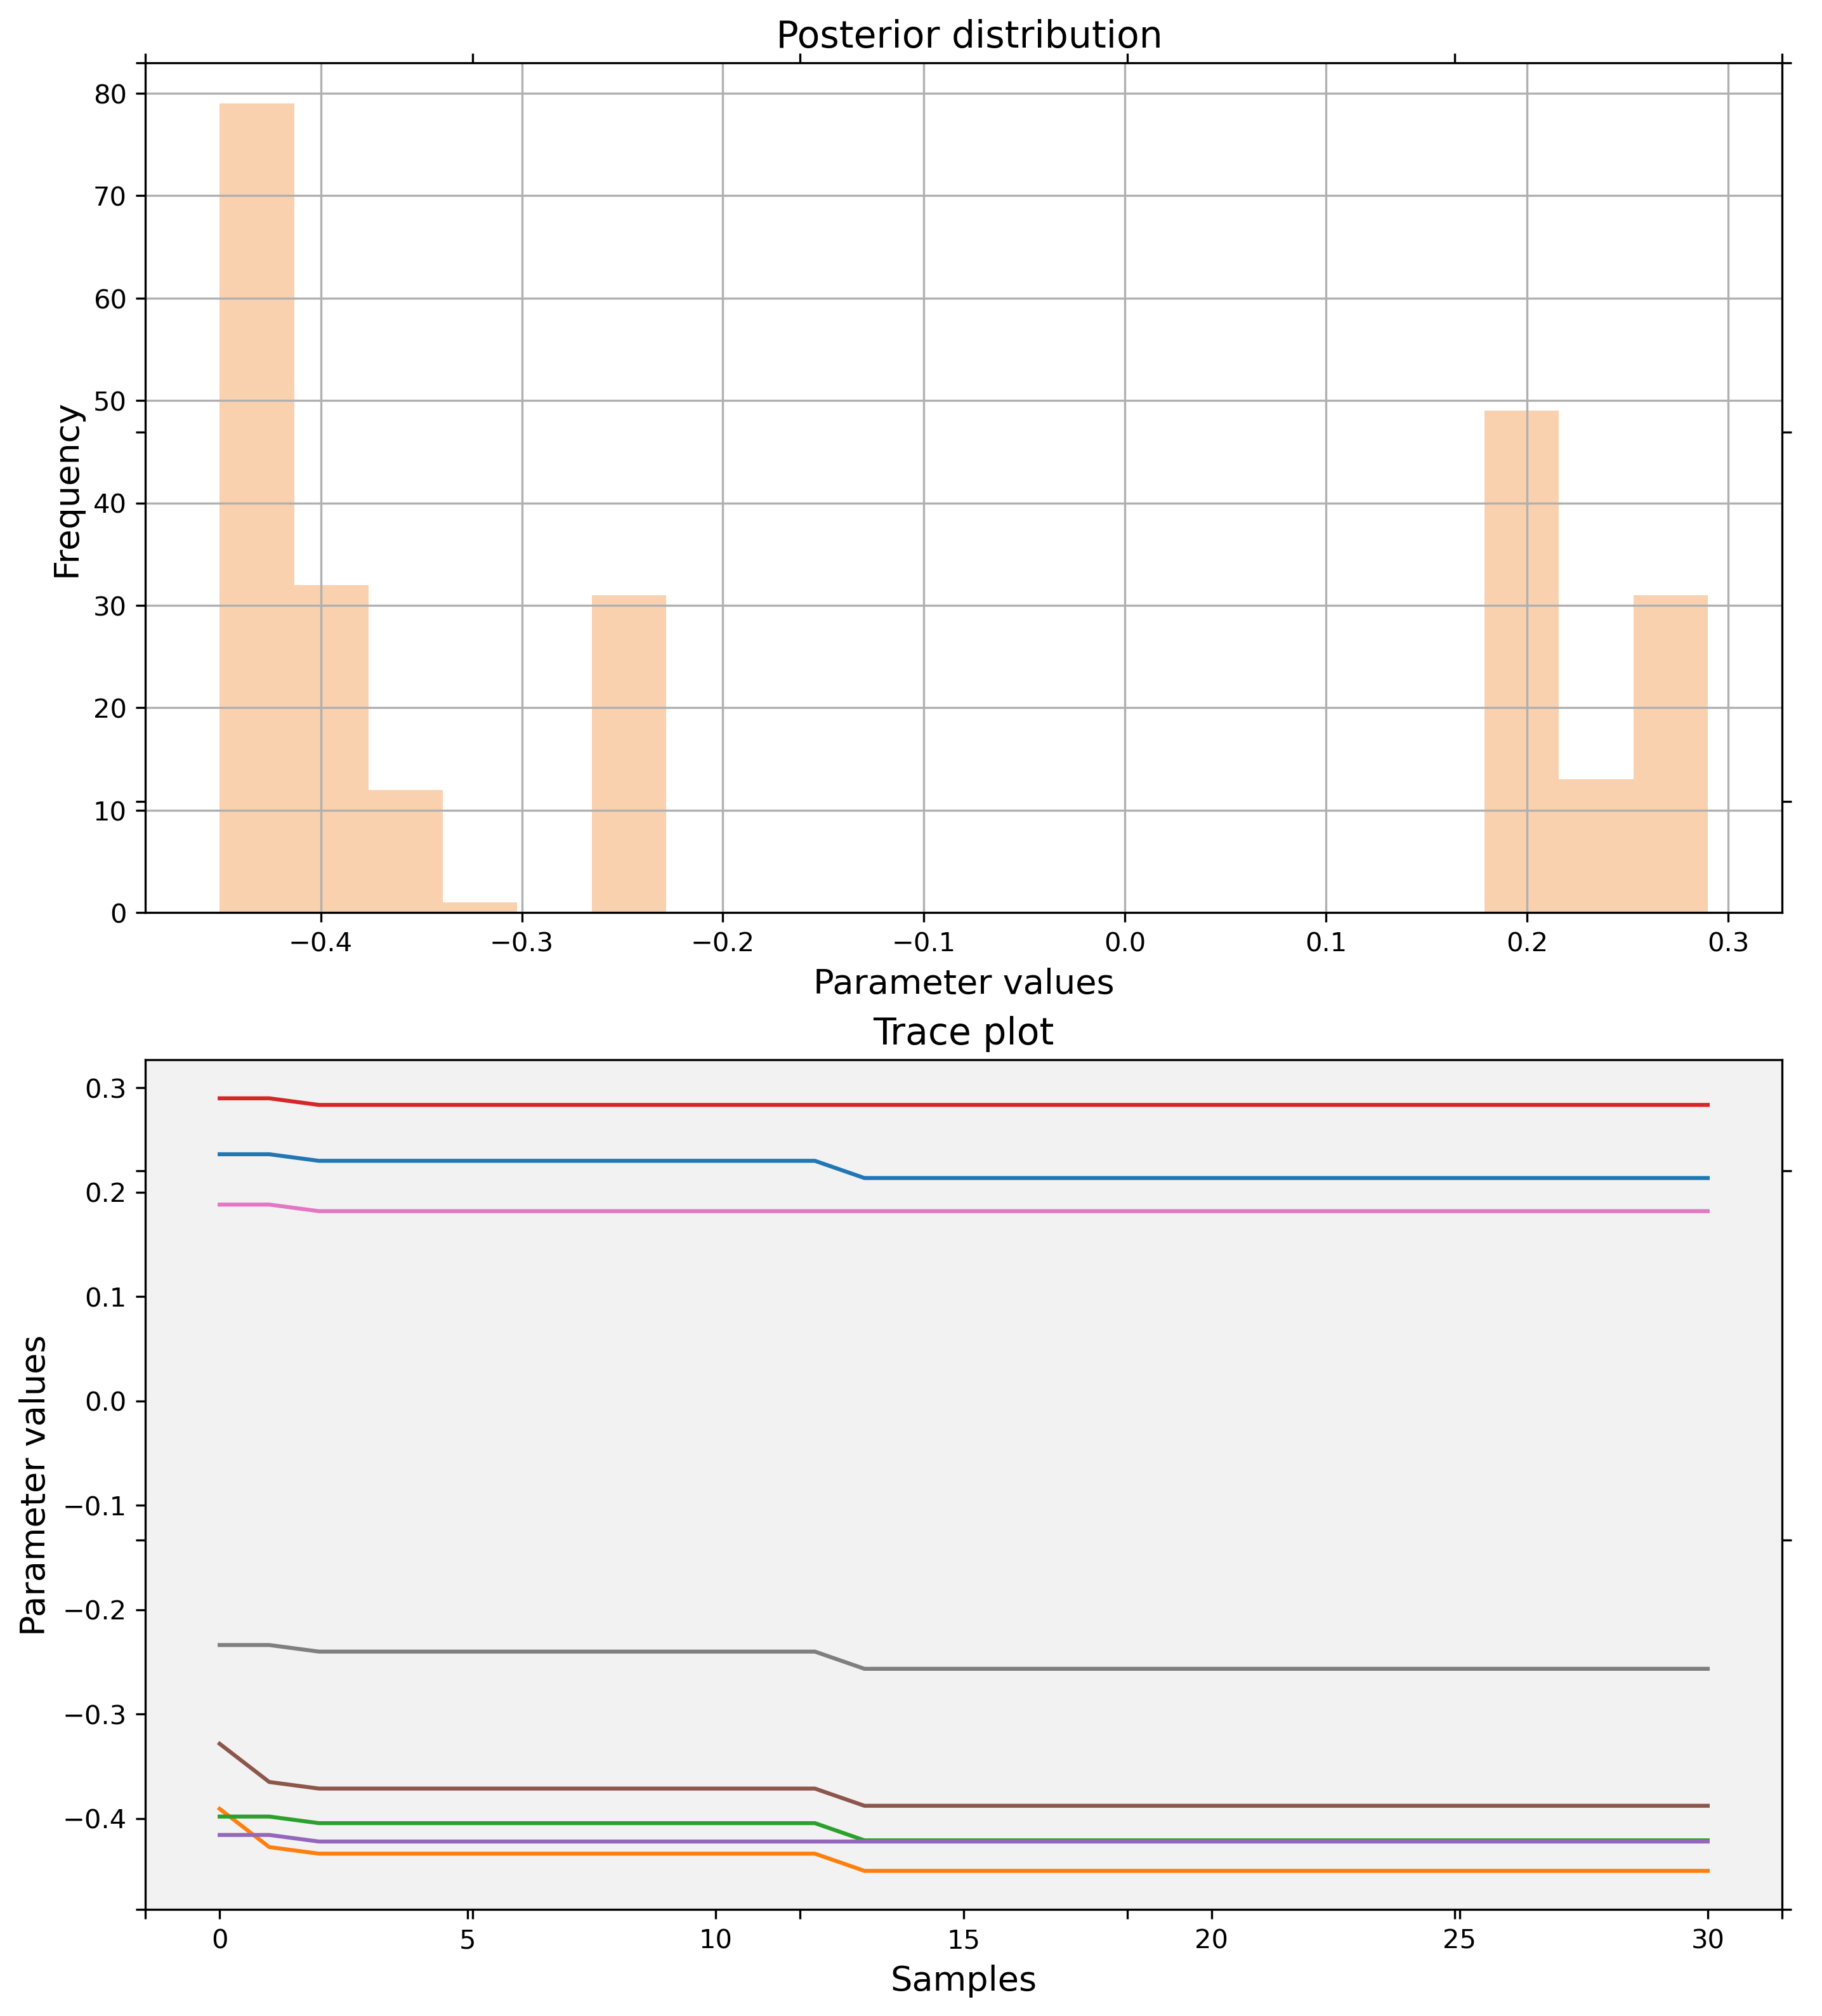 Posterior distribution
80
70
60
50
40
30
20
10
0
Frequency
−0.4 −0.3 −0.2 −0.1 0.0 0.1 0.2 0.3
Parameter values
Trace plot
0.3
0.2
0.1
0.0
−0.1
−0.2
−0.3
−0.4
Parameter values
0 5 10 15 20 25 30
Samples